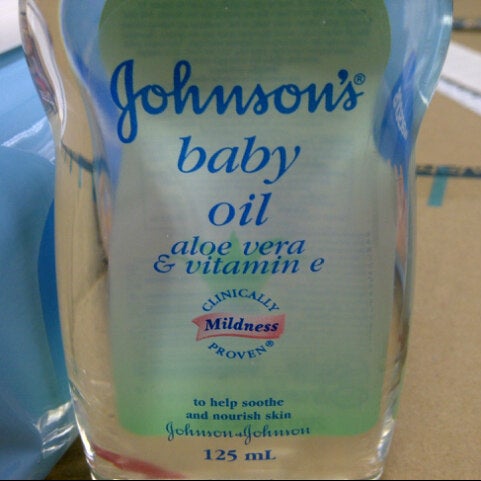 Johnson's®
baby
oil
aloe vera
& vitamin e
CLINICALLY
Mildness
PROVEN®
to help soothe
and nourish skin
Johnson & Johnson
125 mL